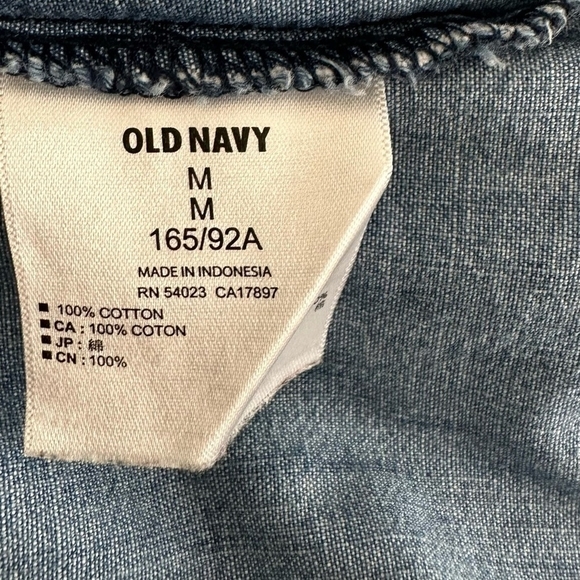 OLD NAVY
M
M
165/92A
MADE IN INDONESIA
RN 54023 CA17897
100% COTTON
CA : 100% COTON
JP : 綿
CN : 100%